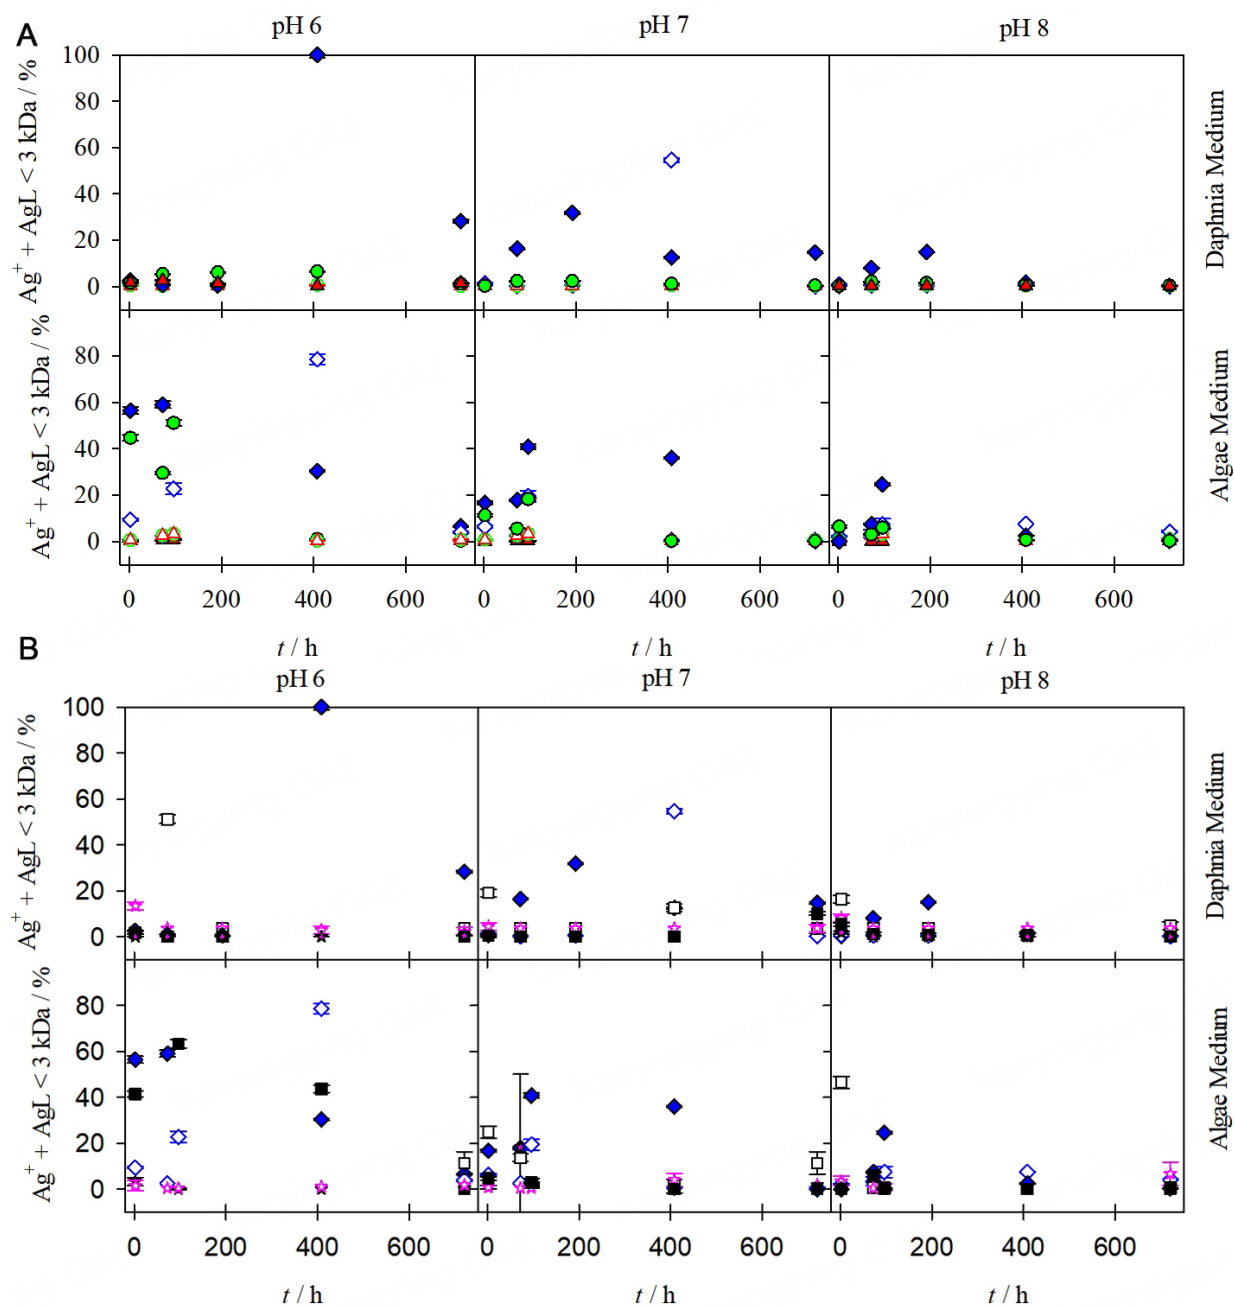 A
pH 6
pH 7
pH 8
Ag⁺ + AgL < 3 kDa / %
100
80
60
40
20
0
Daphnia Medium
Ag⁺ + AgL < 3 kDa / %
80
60
40
20
0
Algae Medium
0 200 400 600 0 200 400 600 0 200 400 600
t / h t / h t / h
B
pH 6
pH 7
pH 8
Ag⁺ + AgL < 3 kDa / %
100
80
60
40
20
0
Daphnia Medium
Ag⁺ + AgL < 3 kDa / %
80
60
40
20
0
Algae Medium
0 200 400 600 0 200 400 600 0 200 400 600
t / h t / h t / h